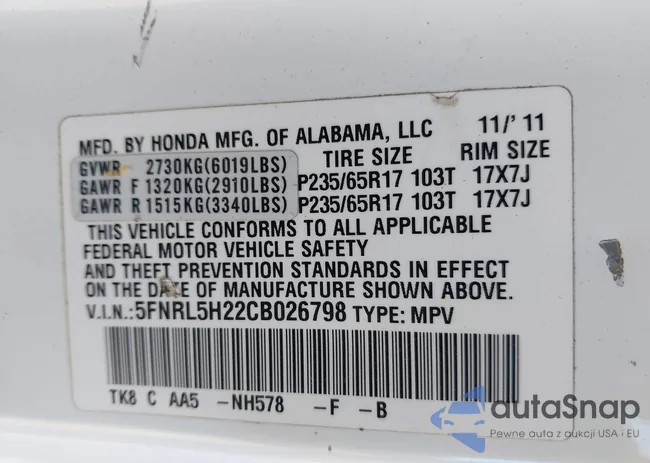 MFD. BY HONDA MFG. OF ALABAMA, LLC 11/'11
TIRE SIZE RIM SIZE
GVWR 2730KG(6019LBS)
GAWR F 1320KG(2910LBS) P235/65R17 103T 17X7J
GAWR R 1515KG(3340LBS) P235/65R17 103T 17X7J
THIS VEHICLE CONFORMS TO ALL APPLICABLE
FEDERAL MOTOR VEHICLE SAFETY
AND THEFT PREVENTION STANDARDS IN EFFECT
ON THE DATE OF MANUFACTURE SHOWN ABOVE.
V.I.N.: 5FNRL5H22CB026798 TYPE: MPV
TK8 C AA5 -NH578 -F -B
autaSnap
Pewne auta z aukcji USA i EU